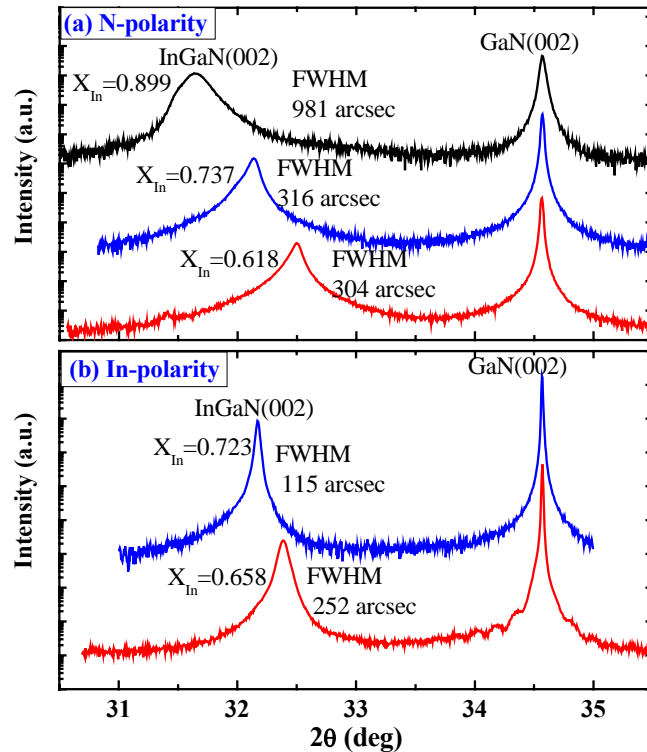 (a) N-polarity
InGaN(002)
GaN(002)
X_In=0.899
FWHM
981 arcsec
X_In=0.737
FWHM
316 arcsec
X_In=0.618
FWHM
304 arcsec
Intensity (a.u.)
(b) In-polarity
GaN(002)
InGaN(002)
X_In=0.723
FWHM
115 arcsec
X_In=0.658
FWHM
252 arcsec
Intensity (a.u.)
31 32 33 34 35
2θ (deg)